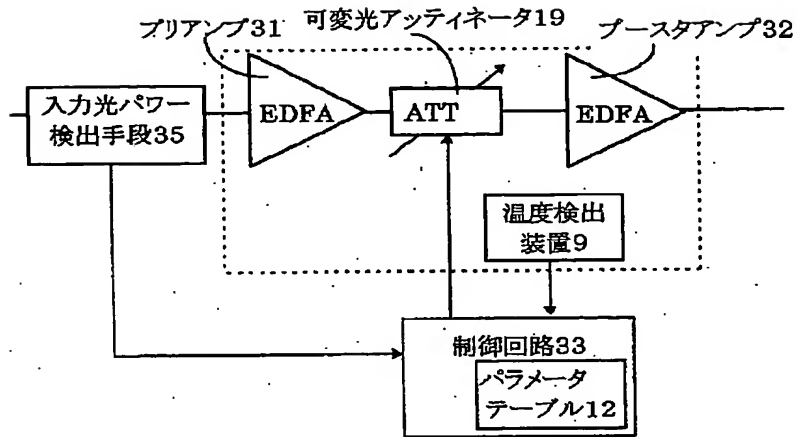 プリアンプ31
可変光アッティネータ19
ブースタアンプ32
入力光パワー
検出手段35
EDFA
ATT
EDFA
温度検出
装置9
制御回路33
パラメータ
テーブル12